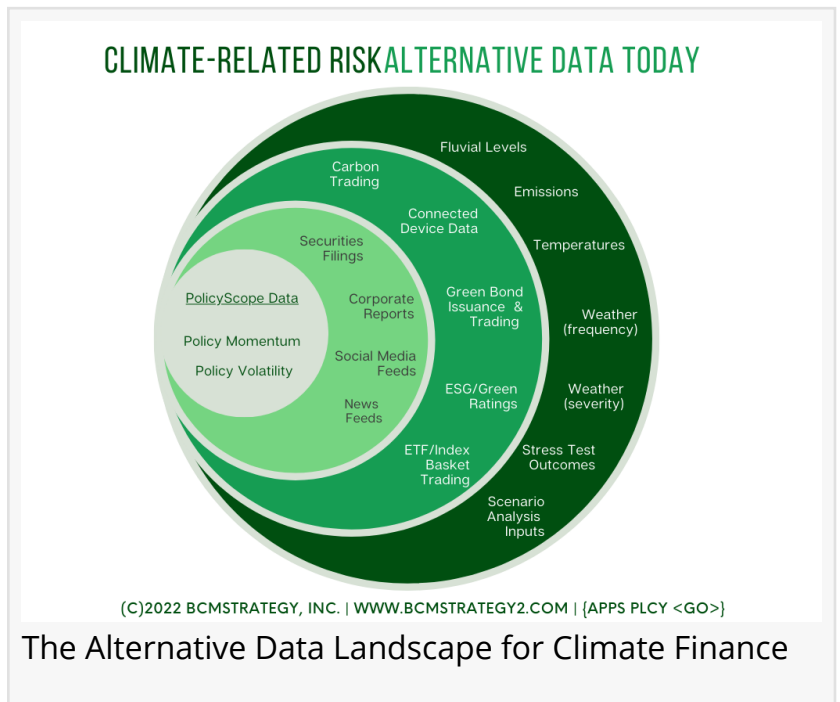 CLIMATE-RELATED RISK ALTERNATIVE DATA TODAY
Fluvial Levels
Emissions
Temperatures
Weather
(frequency)
Weather
(severity)
Stress Test
Outcomes
Scenario
Analysis
Inputs
Carbon
Trading
Connected
Device Data
Green Bond
Issuance &
Trading
ESG/Green
Ratings
ETF/Index
Basket
Trading
Securities
Filings
Corporate
Reports
Social Media
Feeds
News
Feeds
PolicyScope Data
Policy Momentum
Policy Volatility
(C)2022 BCMSTRATEGY, INC. | WWW.BCMSTRATEGY2.COM | {APPS PLCY <GO>}
The Alternative Data Landscape for Climate Finance